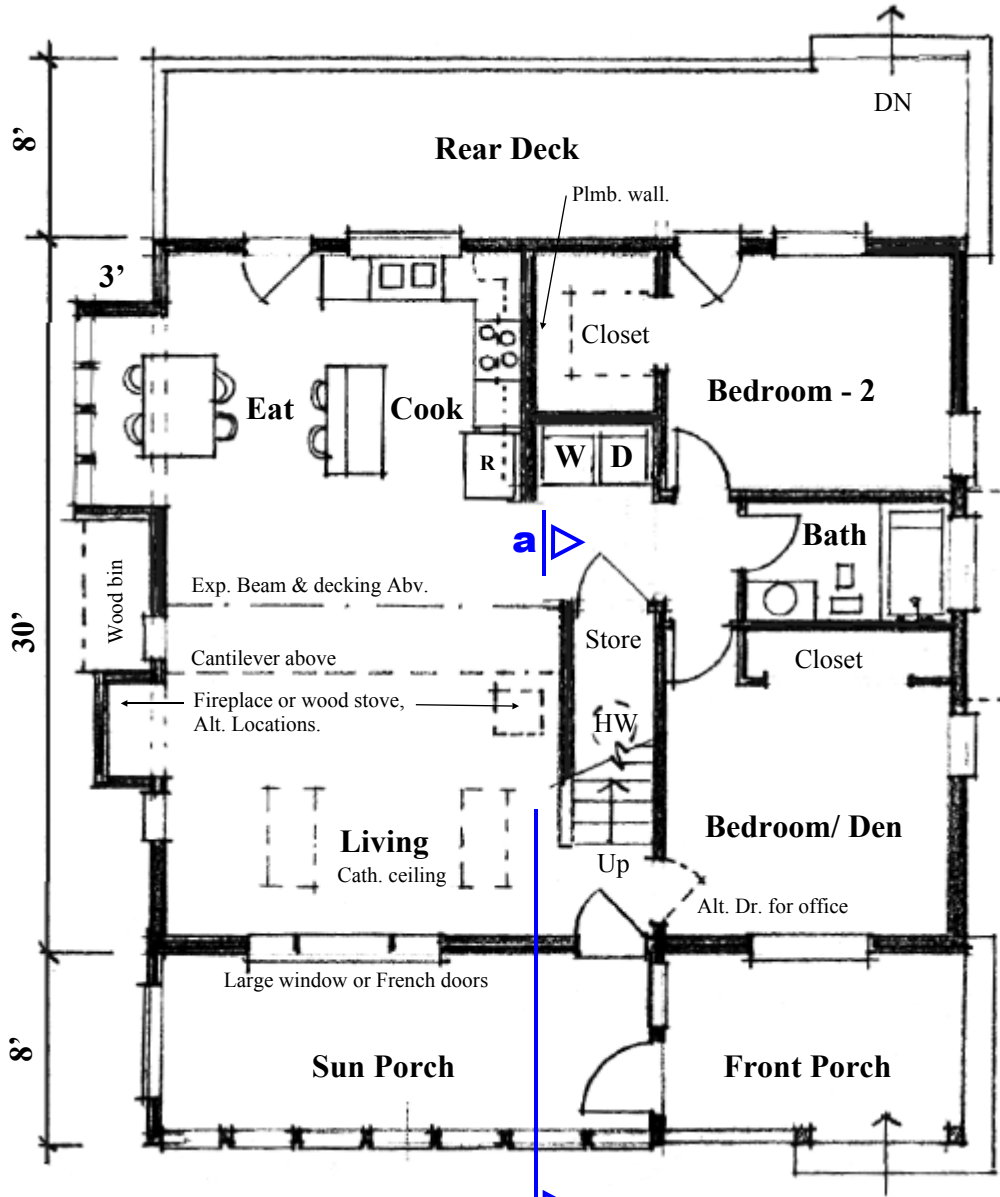 DN
8’
Rear Deck
Plmb. wall.
3’
Closet
Bedroom - 2
Eat
Cook
R
W
D
a
Bath
Exp. Beam & decking Abv.
Wood bin
30’
Store
Cantilever above
Closet
Fireplace or wood stove,
Alt. Locations.
HW
Living
Cath. ceiling
Bedroom/ Den
Up
Alt. Dr. for office
Large window or French doors
8’
Sun Porch
Front Porch